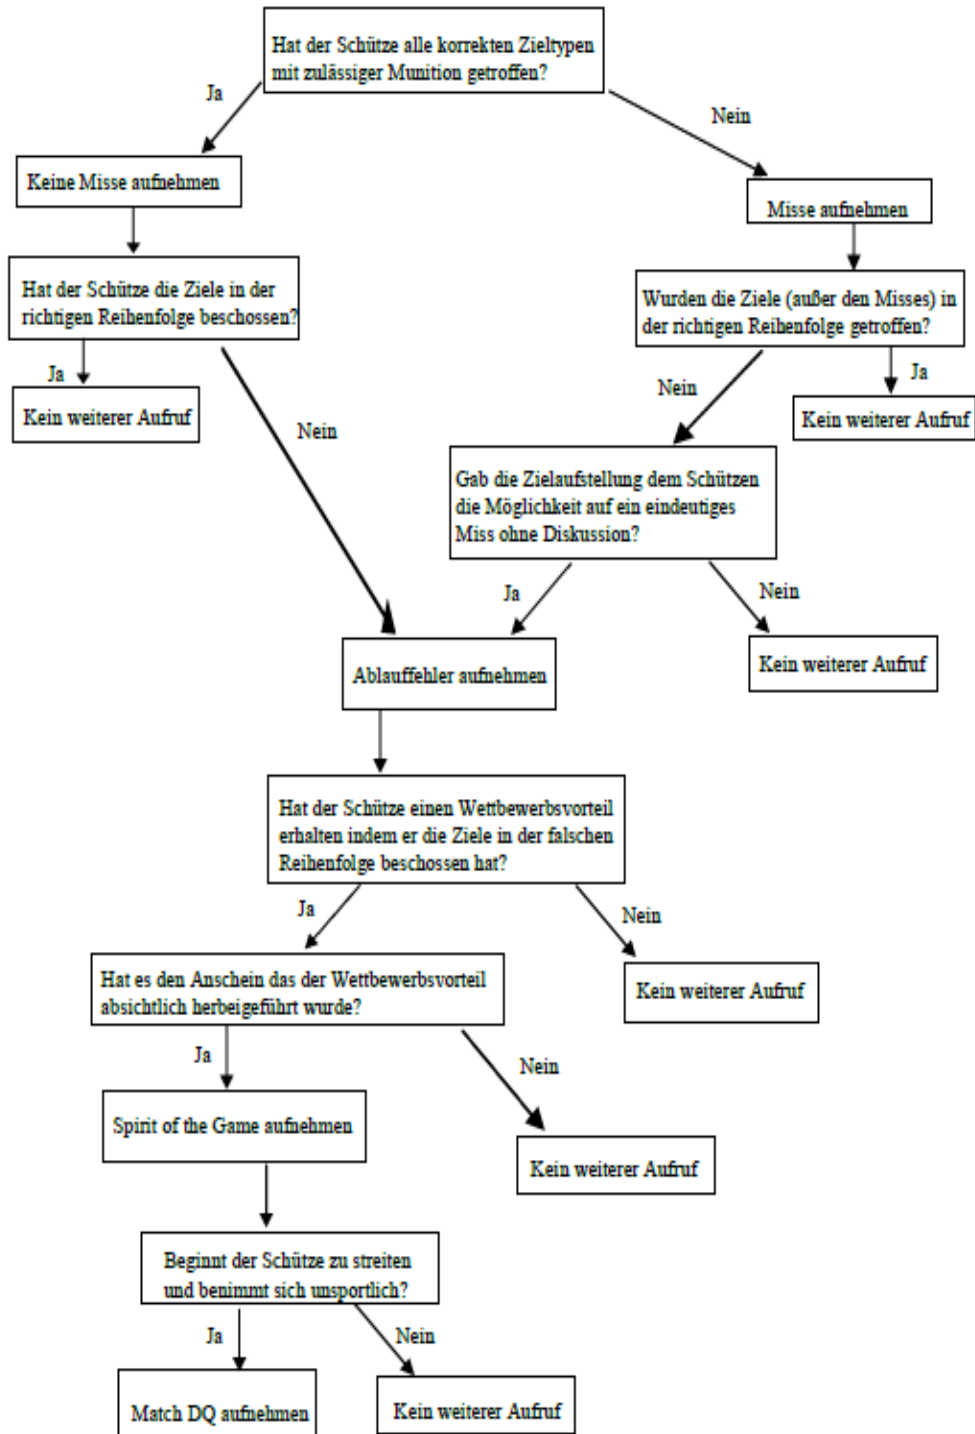 Hat der Schütze alle korrekten Zieltypen
mit zulässiger Munition getroffen?
Ja
Nein
Keine Misse aufnehmen
Misse aufnehmen
Hat der Schütze die Ziele in der
richtigen Reihenfolge beschossen?
Wurden die Ziele (außer den Misses) in
der richtigen Reihenfolge getroffen?
Ja
Nein
Ja
Kein weiterer Aufruf
Kein weiterer Aufruf
Nein
Gab die Zielaufstellung dem Schützen
die Möglichkeit auf ein eindeutiges
Miss ohne Diskussion?
Ja
Nein
Ablauffehler aufnehmen
Kein weiterer Aufruf
Hat der Schütze einen Wettbewerbsvorteil
erhalten indem er die Ziele in der falschen
Reihenfolge beschossen hat?
Ja
Nein
Hat es den Anschein das der Wettbewerbsvorteil
absichtlich herbeigeführt wurde?
Kein weiterer Aufruf
Ja
Nein
Spirit of the Game aufnehmen
Kein weiterer Aufruf
Beginnt der Schütze zu streiten
und benimmt sich unsportlich?
Ja
Nein
Match DQ aufnehmen
Kein weiterer Aufruf